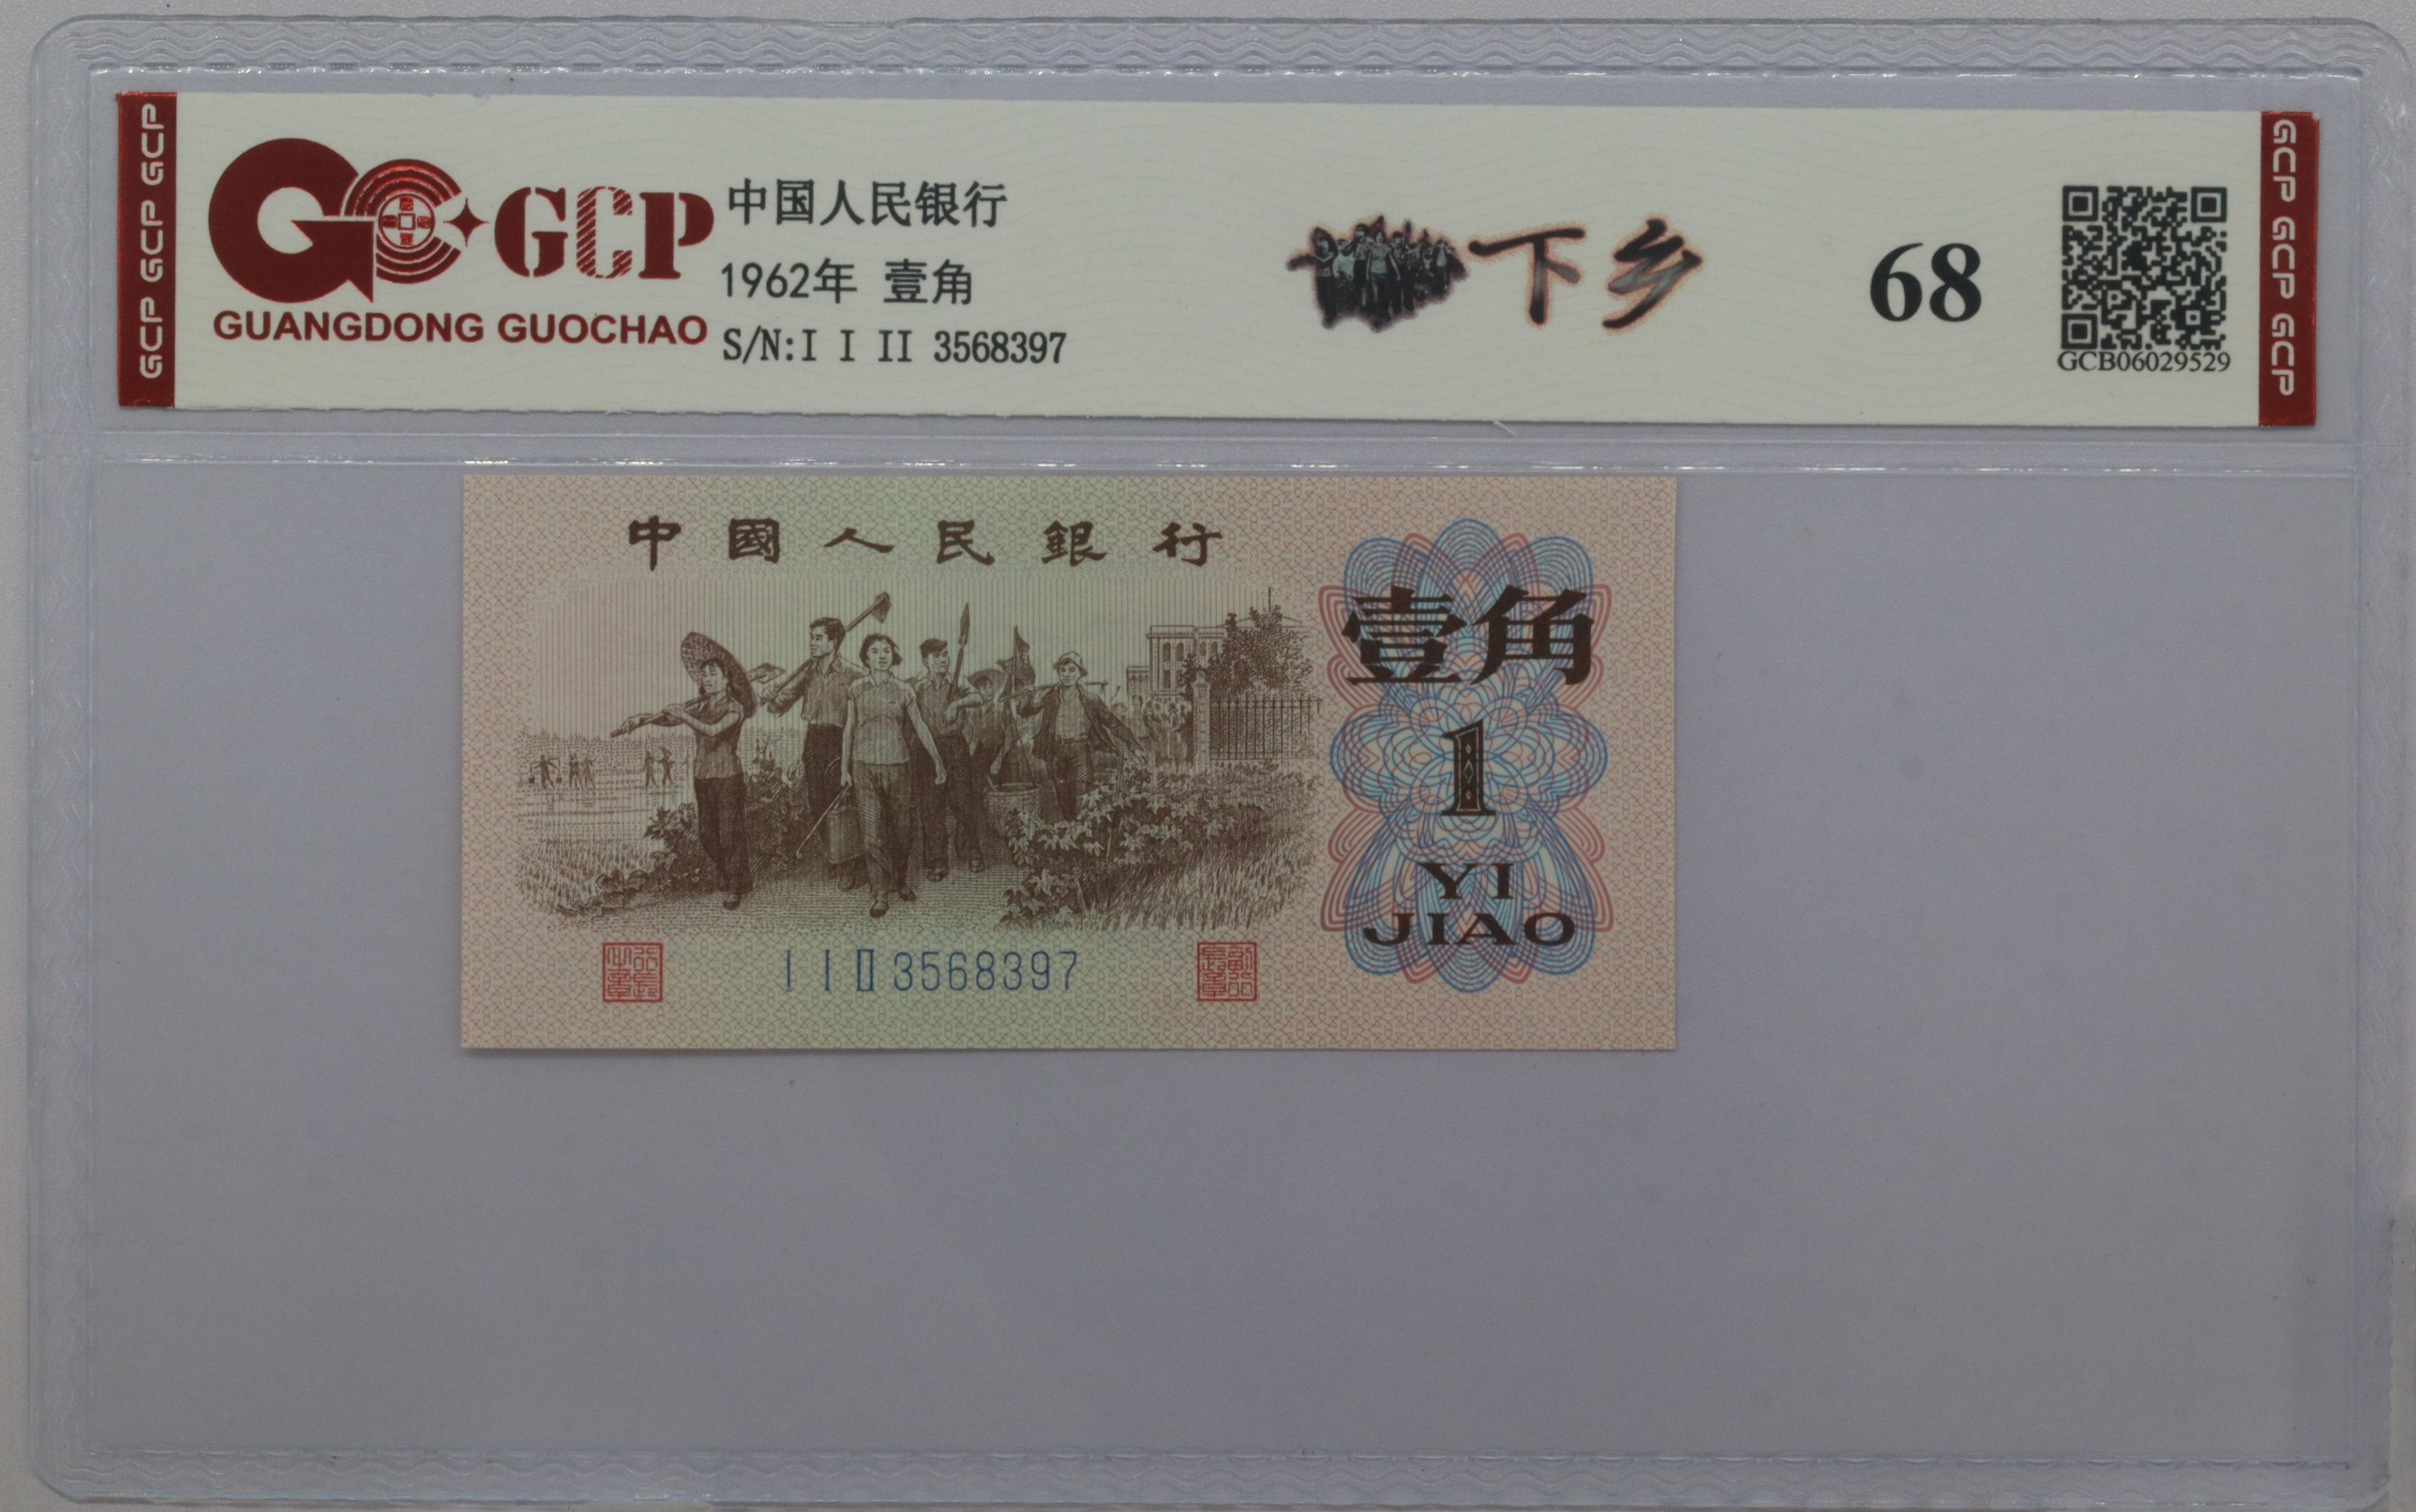 GCP GCP GCP
GCP
GUANGDONG GUOCHAO
中国人民银行
1962年 壹角
S/N:I I II 3568397
下乡
68
GCB06029529
GCP GCP GCP
中國人民銀行
壹角
1
YI
JIAO
I I II 3568397